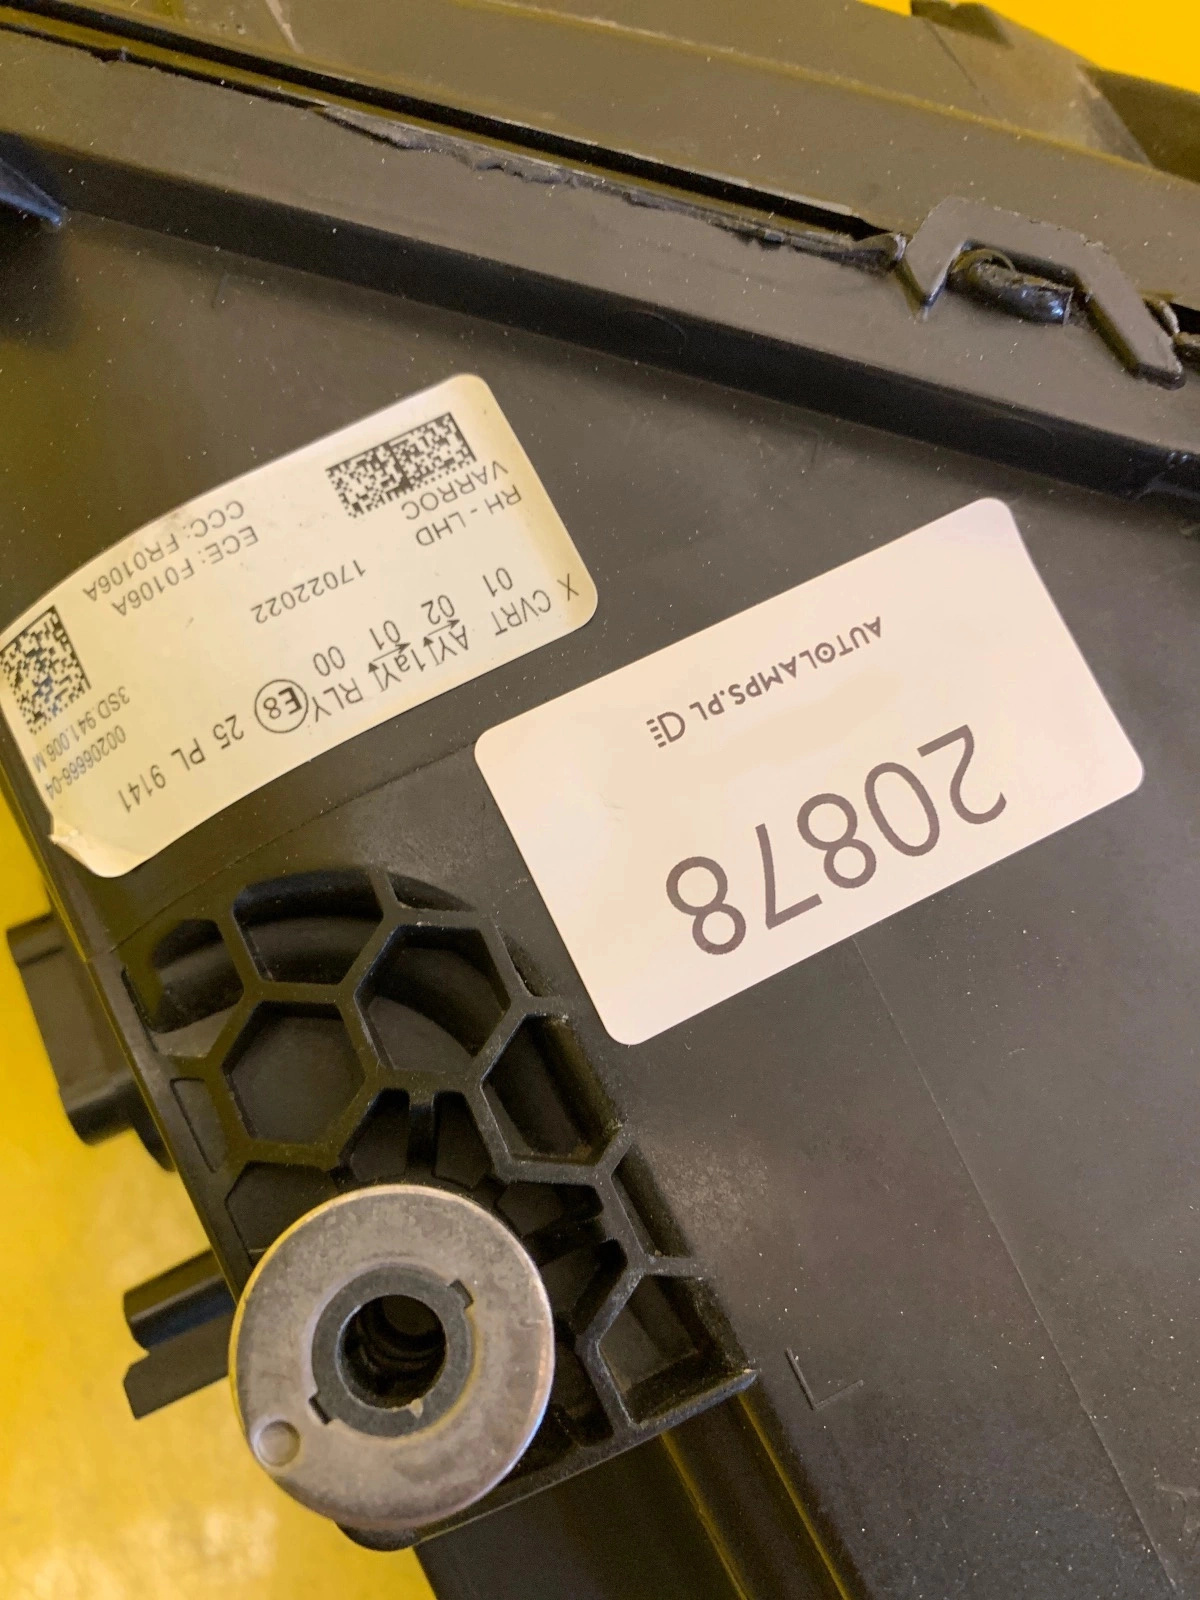 00206666-04
3SD.941.006 M
25 PL 9141
E8
X CVRT AY11aY RLY
01 02 01 00
17022022
RH - LHD
VARROC
ECE: F0106A
CCC: FR0106A
20878
AUTOLAMPS.PL